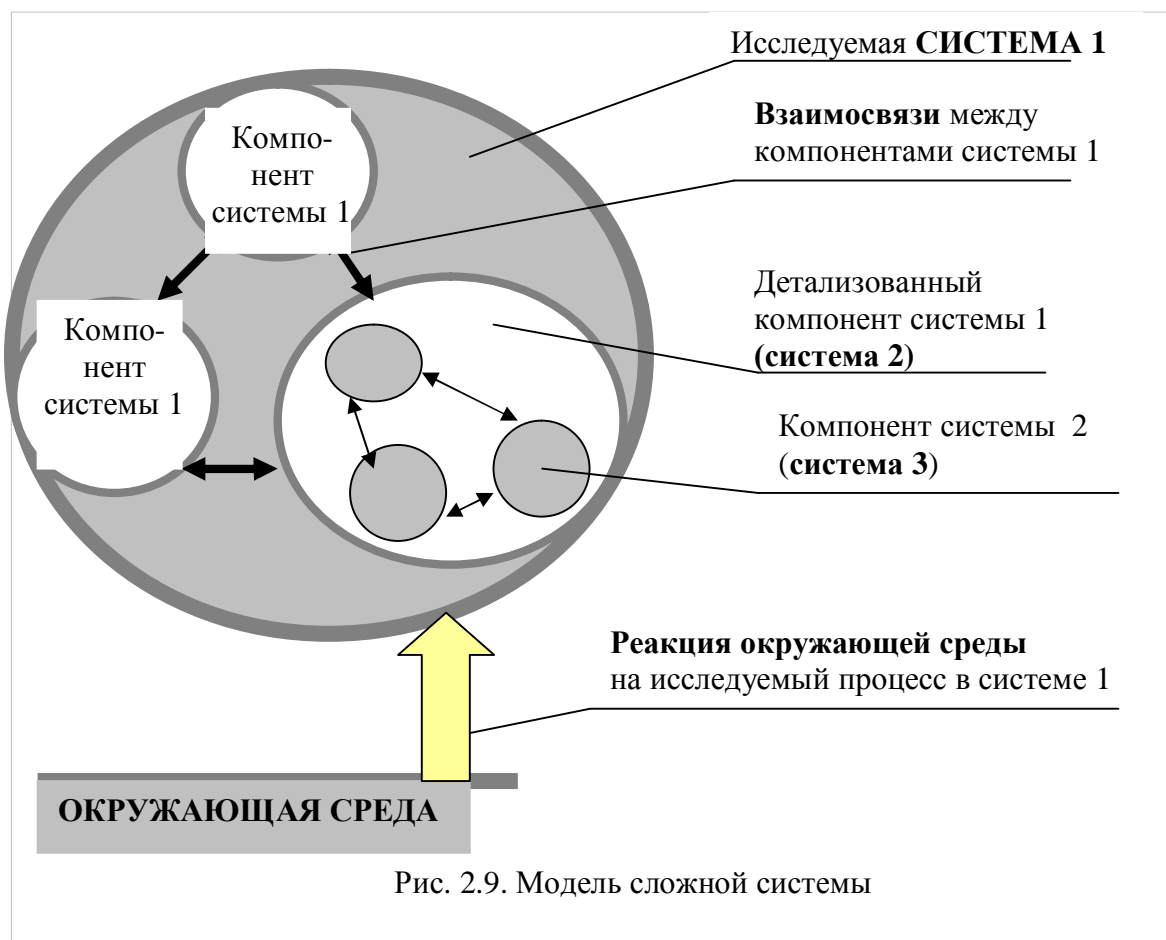 Исследуемая СИСТЕМА 1
Взаимосвязи между
компонентами системы 1
Компо-
нент
системы 1
Компо-
нент
системы 1
Детализованный
компонент системы 1
(система 2)
Компонент системы 2
(система 3)
Реакция окружающей среды
на исследуемый процесс в системе 1
ОКРУЖАЮЩАЯ СРЕДА
Рис. 2.9. Модель сложной системы